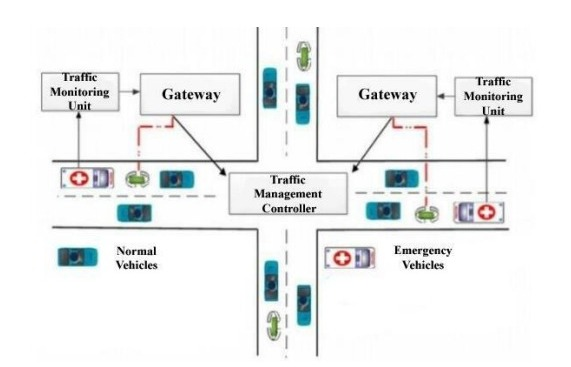 Traffic
Monitoring
Unit
Gateway
Gateway
Traffic
Monitoring
Unit
Traffic
Management
Controller
Normal
Vehicles
Emergency
Vehicles